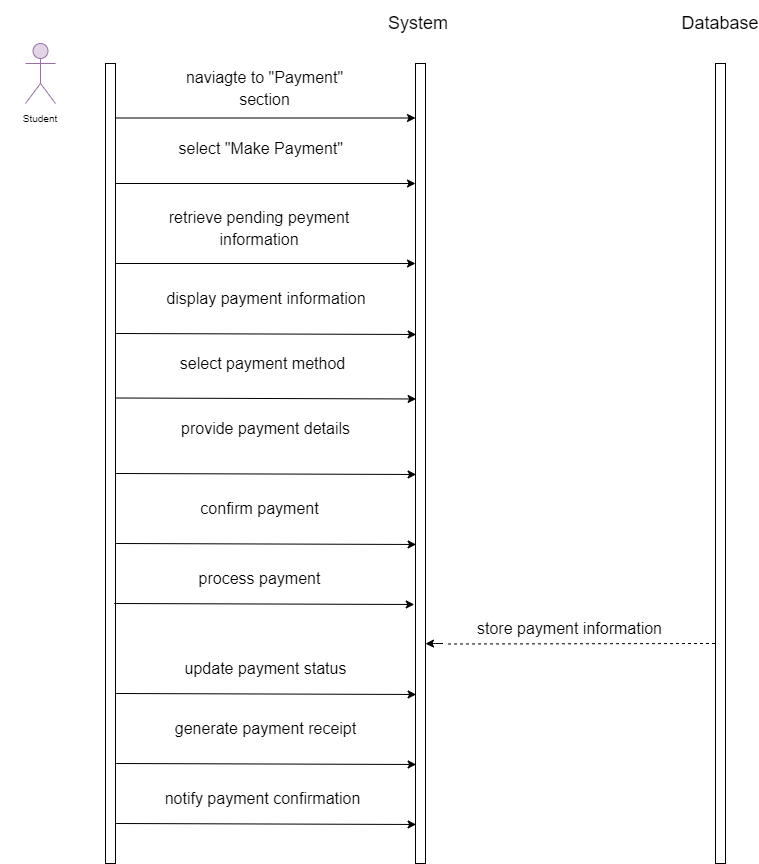 System
Database
Student
naviagte to "Payment"
section
select "Make Payment"
retrieve pending peyment
information
display payment information
select payment method
provide payment details
confirm payment
process payment
store payment information
update payment status
generate payment receipt
notify payment confirmation